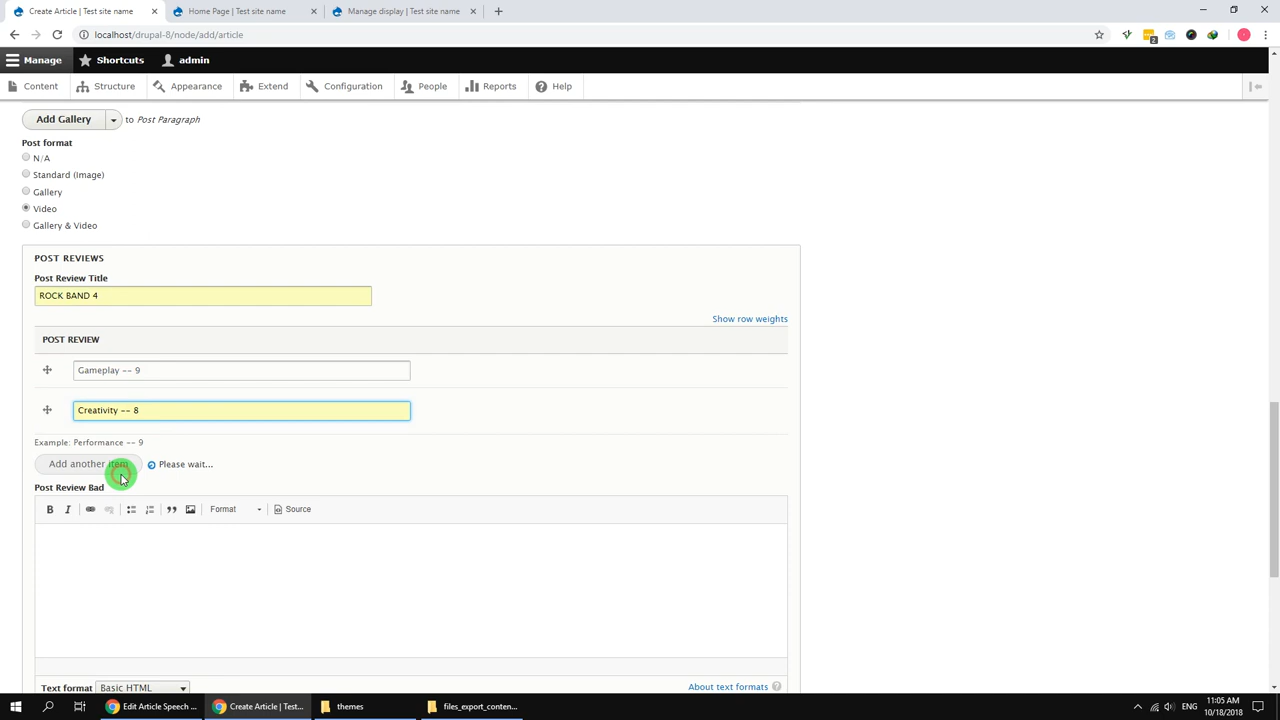 Create Article | Test site name
Home Page | Test site name
Manage display | Test site name
localhost/drupal-8/node/add/article
2
Manage
Shortcuts
admin
Content
Structure
Appearance
Extend
Configuration
People
Reports
Help
Add Gallery
to Post Paragraph
Post format
N/A
Standard (Image)
Gallery
Video
Gallery & Video
POST REVIEWS
Post Review Title
ROCK BAND 4
Show row weights
POST REVIEW
Gameplay -- 9
Creativity -- 8
Example: Performance -- 9
Add another item
Please wait...
Post Review Bad
B
I
Format
Source
Text format
Basic HTML
About text formats
?
Edit Article Speech ...
Create Article | Test...
themes
files_export_conten...
11:05 AM
10/18/2018